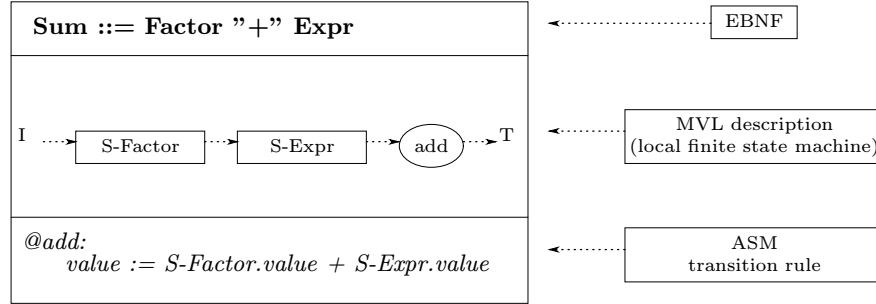 Sum ::= Factor ”+” Expr
EBNF
I
S-Factor
S-Expr
add
T
MVL description
(local finite state machine)
@add:
value := S-Factor.value + S-Expr.value
ASM
transition rule